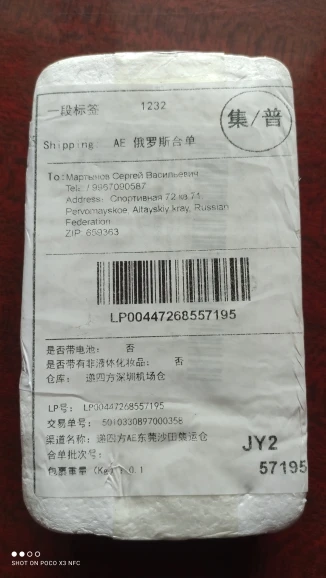 一段标签 1232
集/普
Shipping: AE 俄罗斯合单
To: Мартынов Сергей Васильевич
Tel: / 9957090587
Address: Спортивная 72 кв 71,
Pervomayskoe, Altayskiy kray, Russian
Federation
ZIP: 659363
LP00447268557195
是否带电池: 否
是否带有非液体化妆品: 否
仓库: 递四方深圳机场仓
LP号: LP00447268557195
交易单号: 5010330897000358
渠道名称: 递四方AE东莞沙田集运仓
合单批次号:
JY2
包裹重量 (Kg): 0.1
57195
SHOT ON POCO X3 NFC